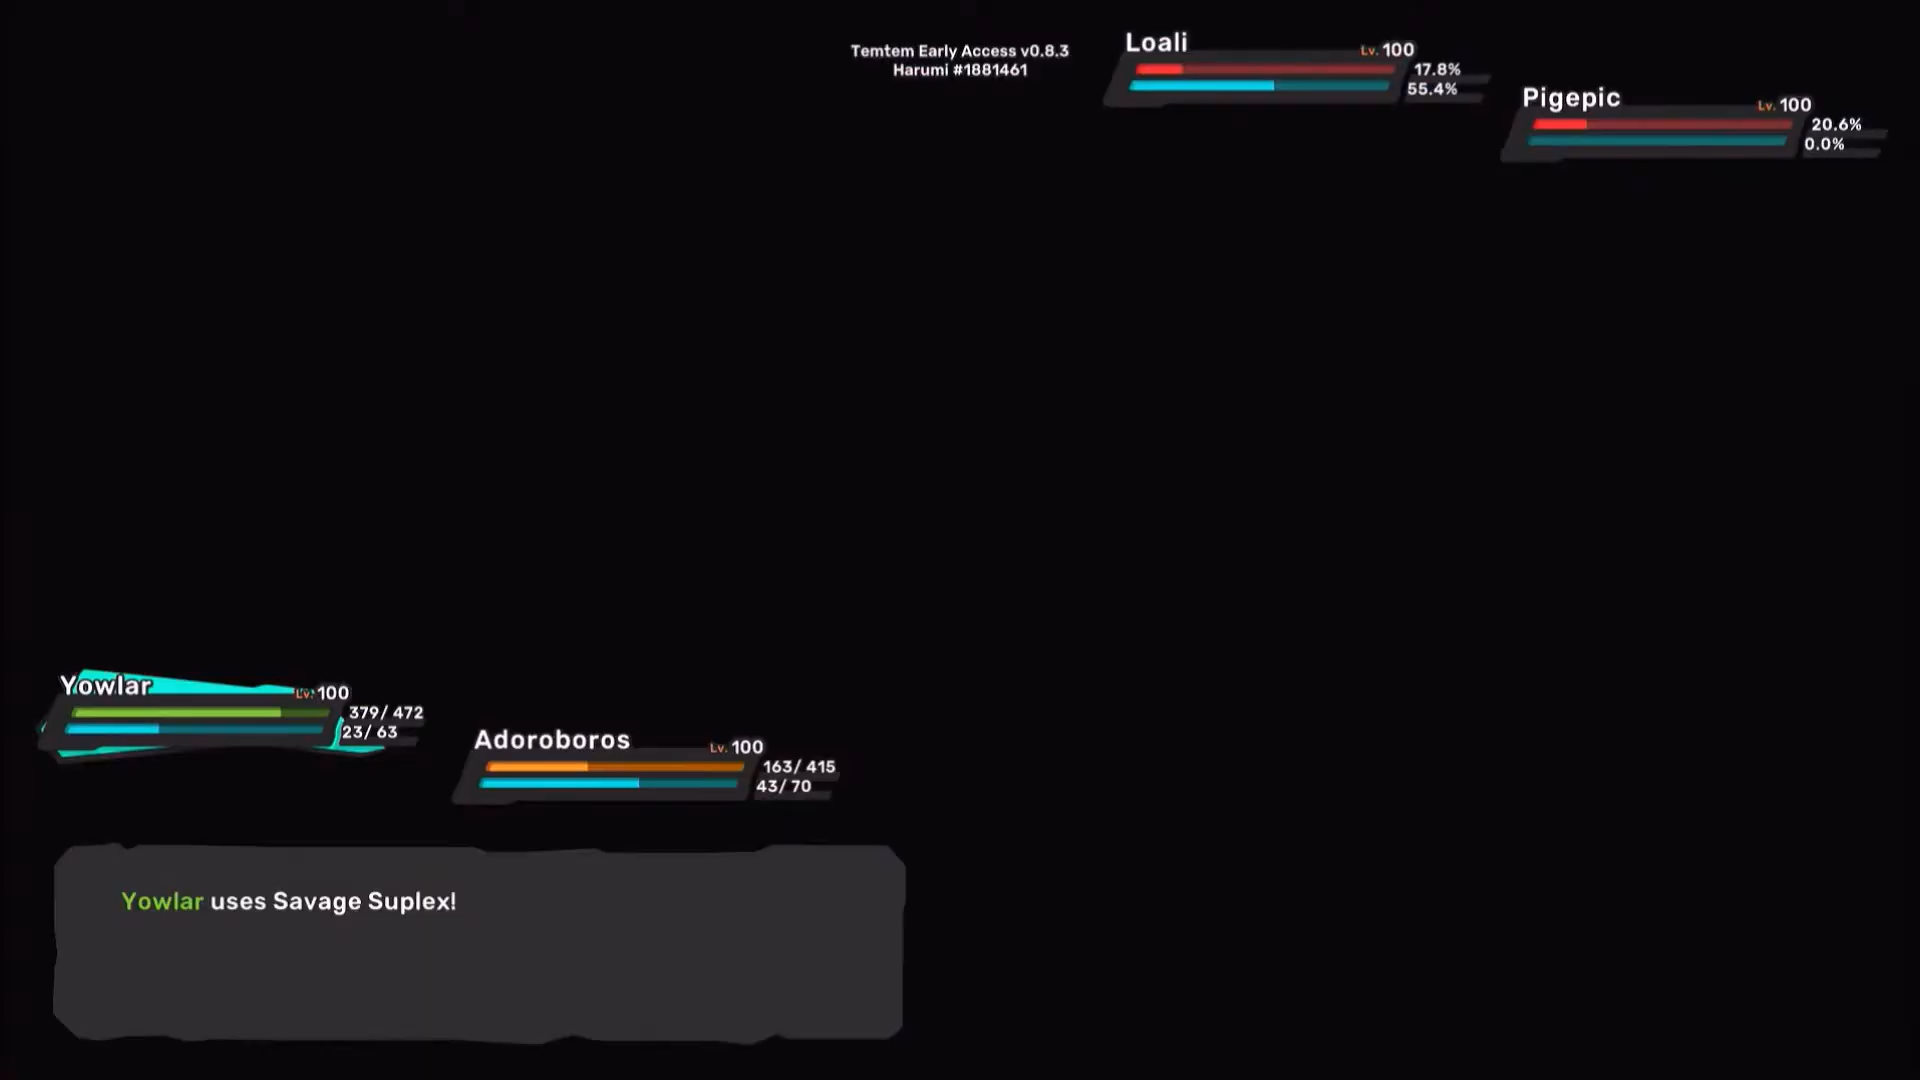 Temtem Early Access v0.8.3
Harumi #1881461
Loali Lv. 100
17.8%
55.4%
Pigepic Lv. 100
20.6%
0.0%
Yowlar Lv. 100
379/ 472
23/ 63
Adoroboros Lv. 100
163/ 415
43/ 70
Yowlar uses Savage Suplex!